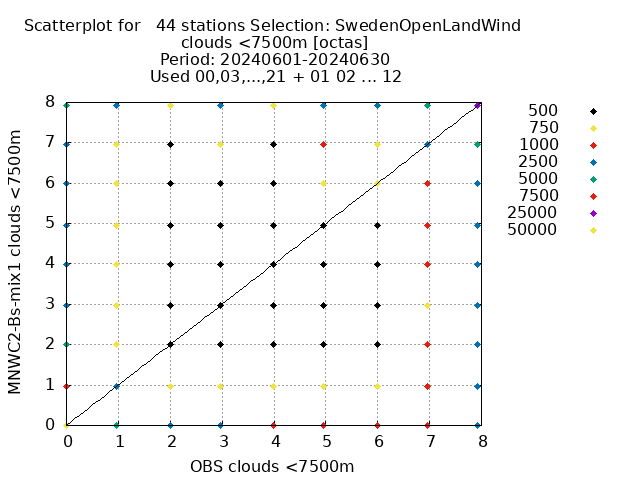 Scatterplot for   44 stations Selection: SwedenOpenLandWind
clouds <7500m [octas]
Period: 20240601-20240630
Used 00,03,...,21 + 01 02 ... 12
8
7
6
5
4
3
2
1
0
MNWC2-Bs-mix1 clouds <7500m
0 1 2 3 4 5 6 7 8
OBS clouds <7500m
500
750
1000
2500
5000
7500
25000
50000